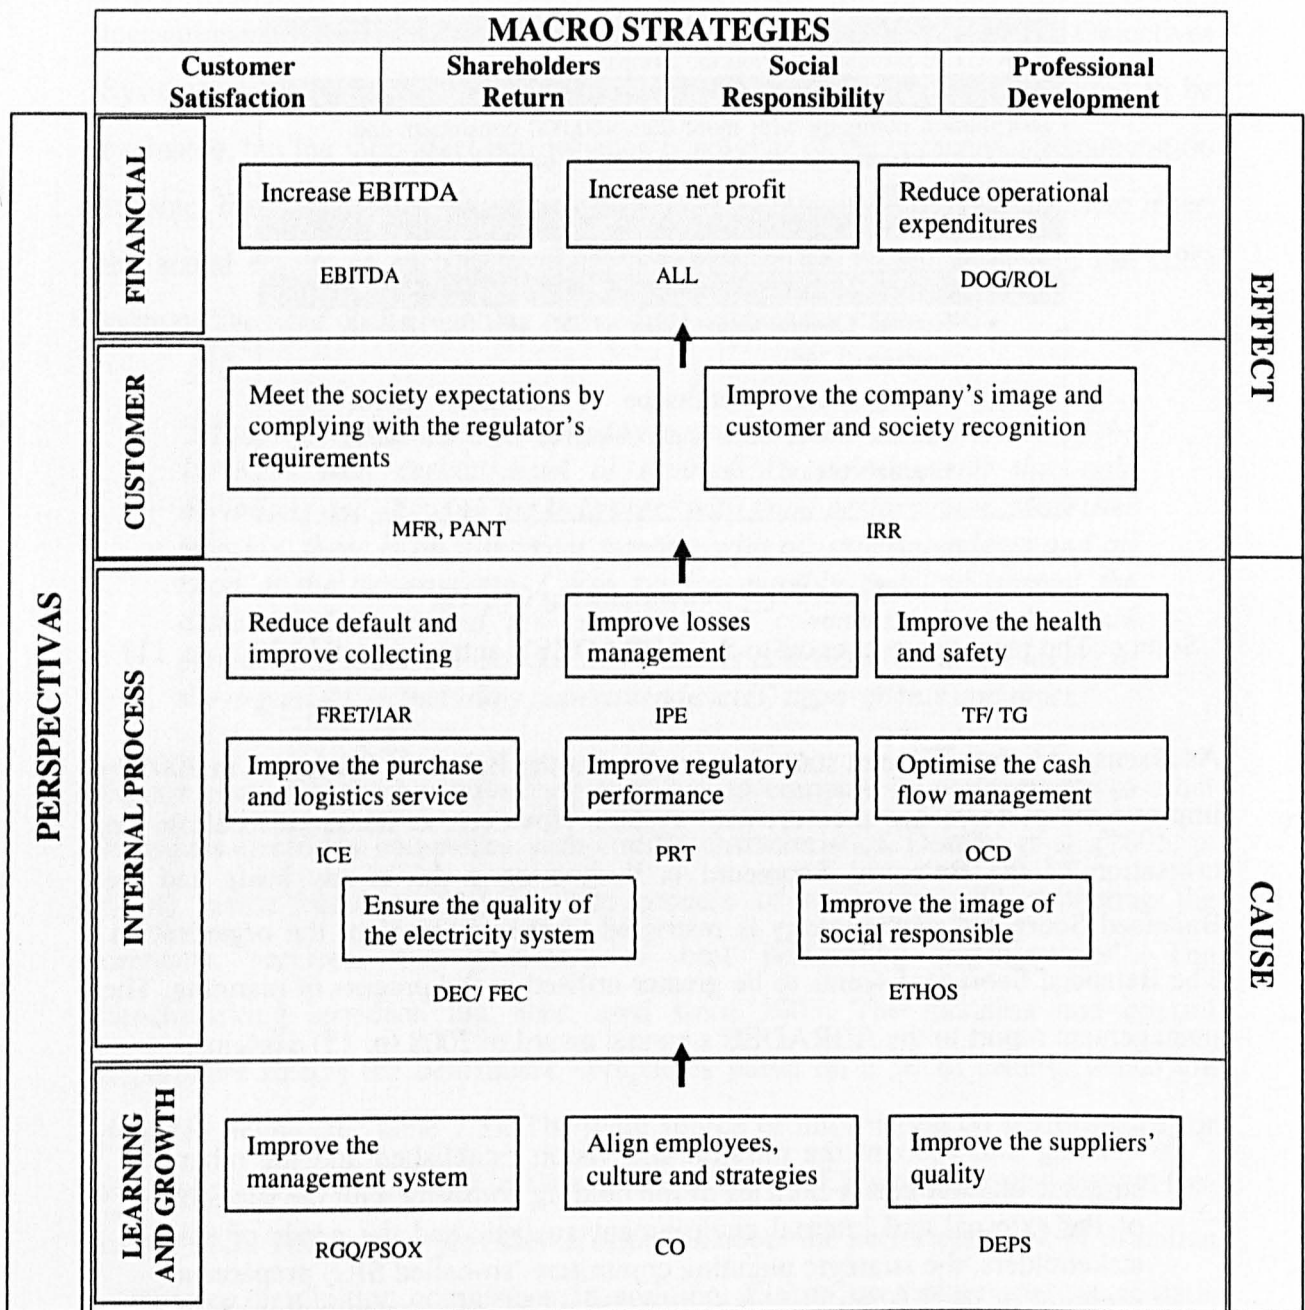 MACRO STRATEGIES
Customer
Satisfaction
Shareholders
Return
Social
Responsibility
Professional
Development
PERSPECTIVAS
FINANCIAL
Increase EBITDA
Increase net profit
Reduce operational
expenditures
EBITDA
ALL
DOG/ROL
EFFECT
CUSTOMER
Meet the society expectations by
complying with the regulator's
requirements
Improve the company's image and
customer and society recognition
MFR, PANT
IRR
INTERNAL PROCESS
Reduce default and
improve collecting
Improve losses
management
Improve the health
and safety
FRET/IAR
IPE
TF/ TG
Improve the purchase
and logistics service
Improve regulatory
performance
Optimise the cash
flow management
ICE
PRT
OCD
Ensure the quality of
the electricity system
Improve the image of
social responsible
DEC/ FEC
ETHOS
CAUSE
LEARNING
AND GROWTH
Improve the
management system
Align employees,
culture and strategies
Improve the suppliers'
quality
RGQ/PSOX
CO
DEPS